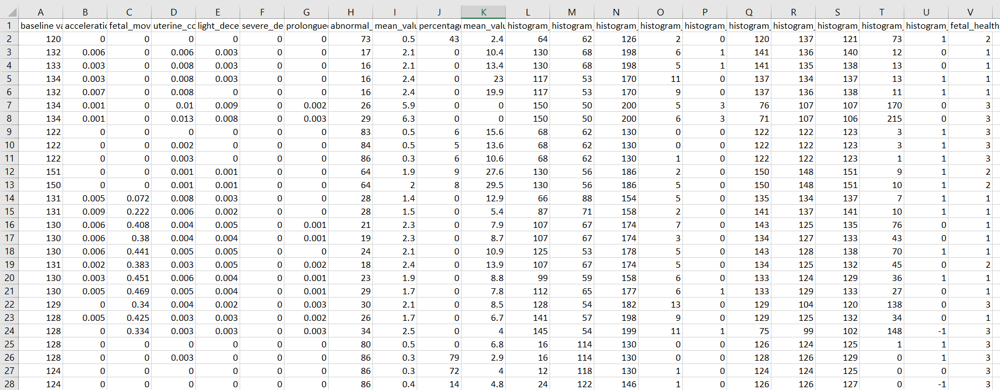 A B C D E F G H I J K L M N O P Q R S T U V
1 baseline va acceleratic fetal_mov uterine_cc light_dece severe_de prolongued abnormal_ mean_valu percentage mean_valu histogram_ histogram_ histogram_ histogram_ histogram_ histogram_ histogram_ histogram_ histogram_ histogram_ fetal_health
2 120 0 0 0 0 0 0 73 0.5 43 2.4 64 62 126 2 0 120 137 121 73 1 2
3 132 0.006 0 0.006 0.003 0 0 17 2.1 0 10.4 130 68 198 6 1 141 136 140 12 0 1
4 133 0.003 0 0.008 0.003 0 0 16 2.1 0 13.4 130 68 198 5 1 141 135 138 13 0 1
5 134 0.003 0 0.008 0.003 0 0 16 2.4 0 23 117 53 170 11 0 137 134 137 13 1 1
6 132 0.007 0 0.008 0 0 0 16 2.4 0 19.9 117 53 170 9 0 137 136 138 11 1 1
7 134 0.001 0 0.01 0.009 0 0.002 26 5.9 0 0 150 50 200 5 3 76 107 107 170 0 3
8 134 0.001 0 0.013 0.008 0 0.003 29 6.3 0 0 150 50 200 6 3 71 107 106 215 0 3
9 122 0 0 0 0 0 0 83 0.5 6 15.6 68 62 130 0 0 122 122 123 3 1 3
10 122 0 0 0.002 0 0 0 84 0.5 5 13.6 68 62 130 0 0 122 122 123 3 1 3
11 122 0 0 0.003 0 0 0 86 0.3 6 10.6 68 62 130 1 0 122 122 123 1 1 3
12 151 0 0 0.001 0.001 0 0 64 1.9 9 27.6 130 56 186 2 0 150 148 151 9 1 2
13 150 0 0 0.001 0.001 0 0 64 2 8 29.5 130 56 186 5 0 150 148 151 10 1 2
14 131 0.005 0.072 0.008 0.003 0 0 28 1.4 0 12.9 66 88 154 5 0 135 134 137 7 1 1
15 131 0.009 0.222 0.006 0.002 0 0 28 1.5 0 5.4 87 71 158 2 0 141 137 141 10 1 1
16 130 0.006 0.408 0.004 0.005 0 0.001 21 2.3 0 7.9 107 67 174 7 0 143 125 135 76 0 1
17 130 0.006 0.38 0.004 0.004 0 0.001 19 2.3 0 8.7 107 67 174 3 0 134 127 133 43 0 1
18 130 0.006 0.441 0.005 0.005 0 0 24 2.1 0 10.9 125 53 178 5 0 143 128 138 70 1 1
19 131 0.002 0.383 0.003 0.005 0 0.002 18 2.4 0 13.9 107 67 174 5 0 134 125 132 45 0 2
20 130 0.003 0.451 0.006 0.004 0 0.001 23 1.9 0 8.8 99 59 158 6 0 133 124 129 36 1 1
21 130 0.005 0.469 0.005 0.004 0 0.001 29 1.7 0 7.8 112 65 177 6 1 133 129 133 27 0 1
22 129 0 0.34 0.004 0.002 0 0.003 30 2.1 0 8.5 128 54 182 13 0 129 104 120 138 0 3
23 128 0.005 0.425 0.003 0.003 0 0.002 26 1.7 0 6.7 141 57 198 9 0 129 125 132 34 0 1
24 128 0 0.334 0.003 0.003 0 0.003 34 2.5 0 4 145 54 199 11 1 75 99 102 148 -1 3
25 128 0 0 0 0 0 0 80 0.5 0 6.8 16 114 130 0 0 126 124 125 1 1 3
26 128 0 0 0.003 0 0 0 86 0.3 79 2.9 16 114 130 0 0 128 126 129 0 1 3
27 124 0 0 0 0 0 0 86 0.3 72 4 12 118 130 1 0 124 124 125 0 0 3
28 124 0 0 0 0 0 0 86 0.4 14 4.8 24 122 146 1 0 126 126 127 0 -1 3